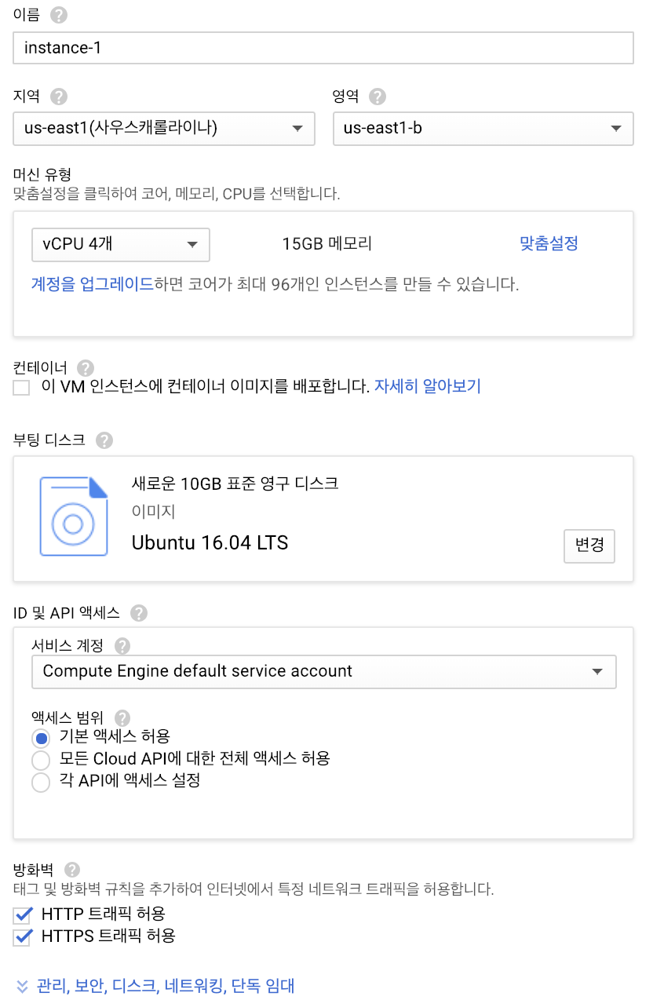 이름
instance-1
지역 영역
us-east1(사우스캐롤라이나) us-east1-b
머신 유형
맞춤설정을 클릭하여 코어, 메모리, CPU를 선택합니다.
vCPU 4개 15GB 메모리 맞춤설정
계정을 업그레이드하면 코어가 최대 96개인 인스턴스를 만들 수 있습니다.
컨테이너
이 VM 인스턴스에 컨테이너 이미지를 배포합니다. 자세히 알아보기
부팅 디스크
새로운 10GB 표준 영구 디스크
이미지
Ubuntu 16.04 LTS
변경
ID 및 API 액세스
서비스 계정
Compute Engine default service account
액세스 범위
기본 액세스 허용
모든 Cloud API에 대한 전체 액세스 허용
각 API에 액세스 설정
방화벽
태그 및 방화벽 규칙을 추가하여 인터넷에서 특정 네트워크 트래픽을 허용합니다.
HTTP 트래픽 허용
HTTPS 트래픽 허용
관리, 보안, 디스크, 네트워킹, 단독 임대